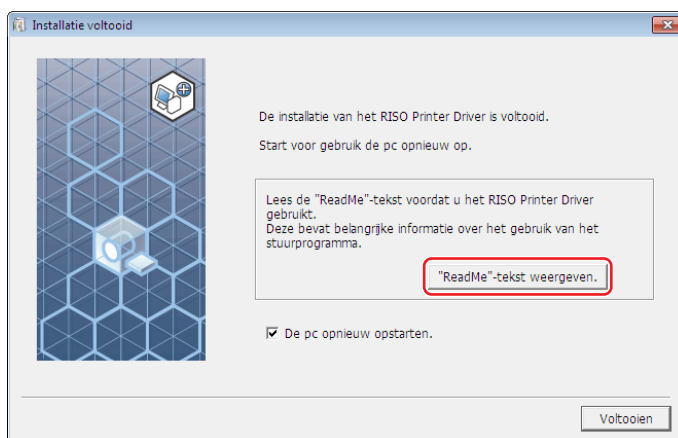 Installatie voltooid
De installatie van het RISO Printer Driver is voltooid.
Start voor gebruik de pc opnieuw op.
Lees de "ReadMe"-tekst voordat u het RISO Printer Driver
gebruikt.
Deze bevat belangrijke informatie over het gebruik van het
stuurprogramma.
"ReadMe"-tekst weergeven.
De pc opnieuw opstarten.
Voltooien